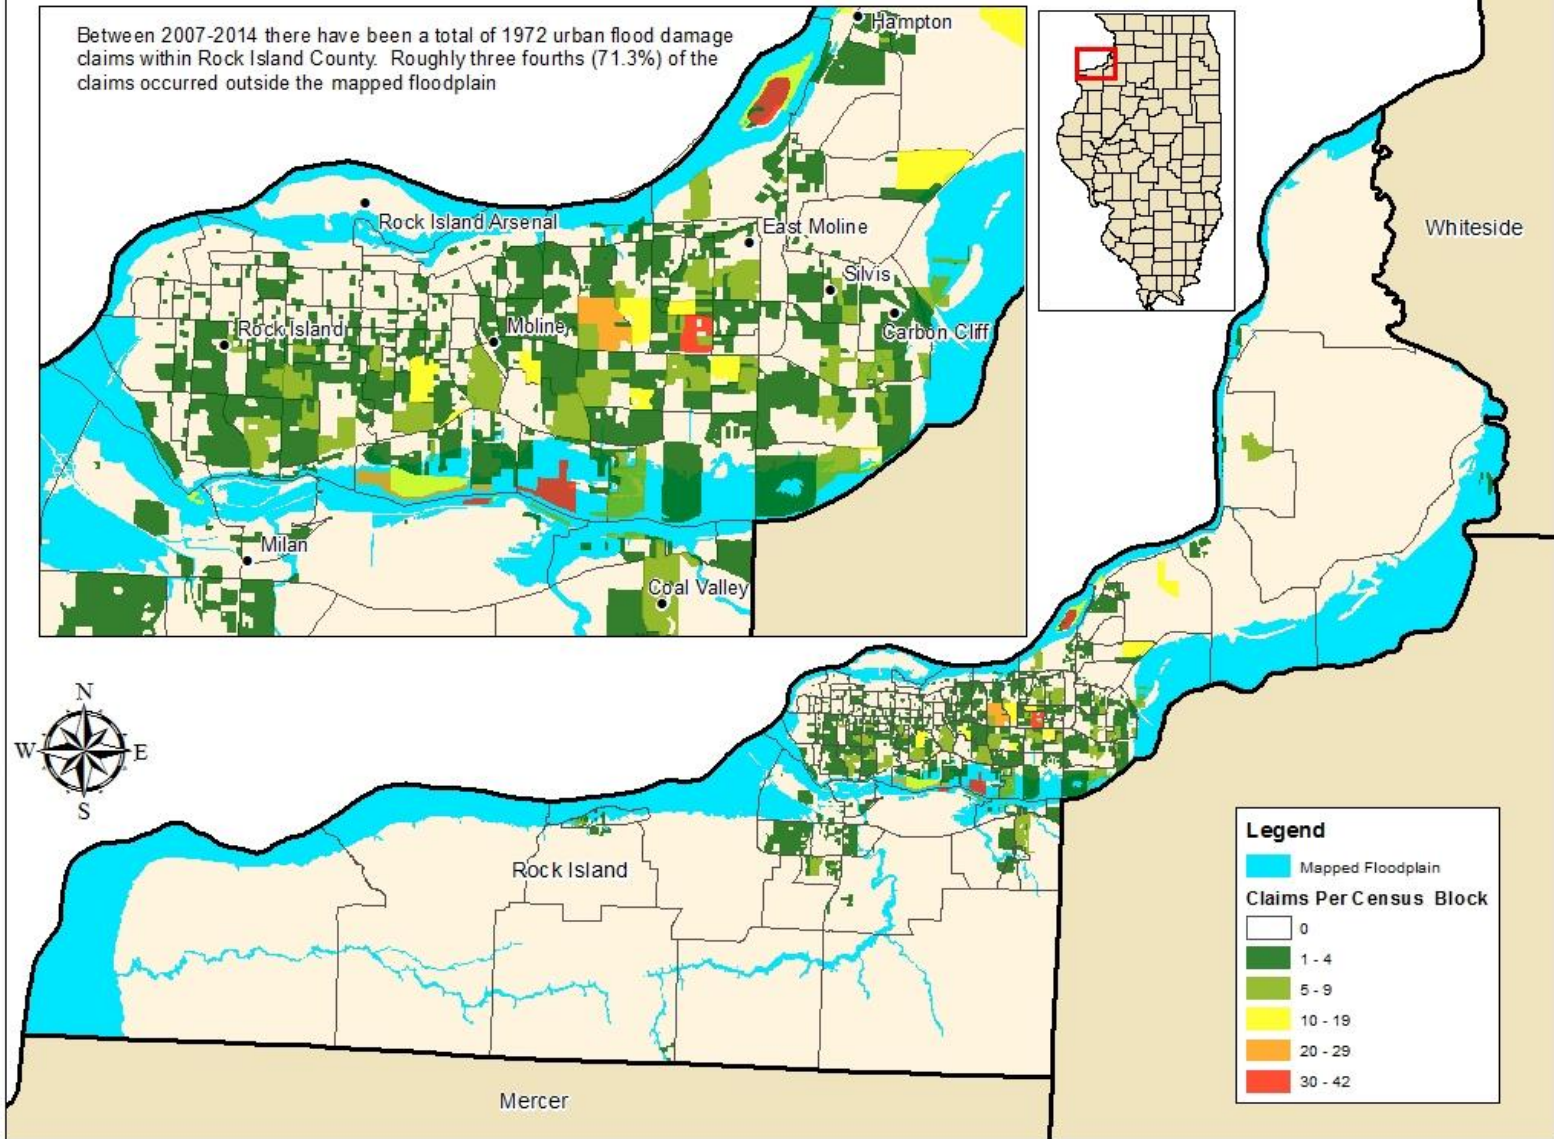 Between 2007-2014 there have been a total of 1972 urban flood damage
claims within Rock Island County. Roughly three fourths (71.3%) of the
claims occurred outside the mapped floodplain
Hampton
Rock Island Arsenal
East Moline
Silvis
Rock Island
Moline
Carbon Cliff
Milan
Coal Valley
Whiteside
N
W
E
S
Rock Island
Mercer
Legend
Mapped Floodplain
Claims Per Census Block
0
1 - 4
5 - 9
10 - 19
20 - 29
30 - 42